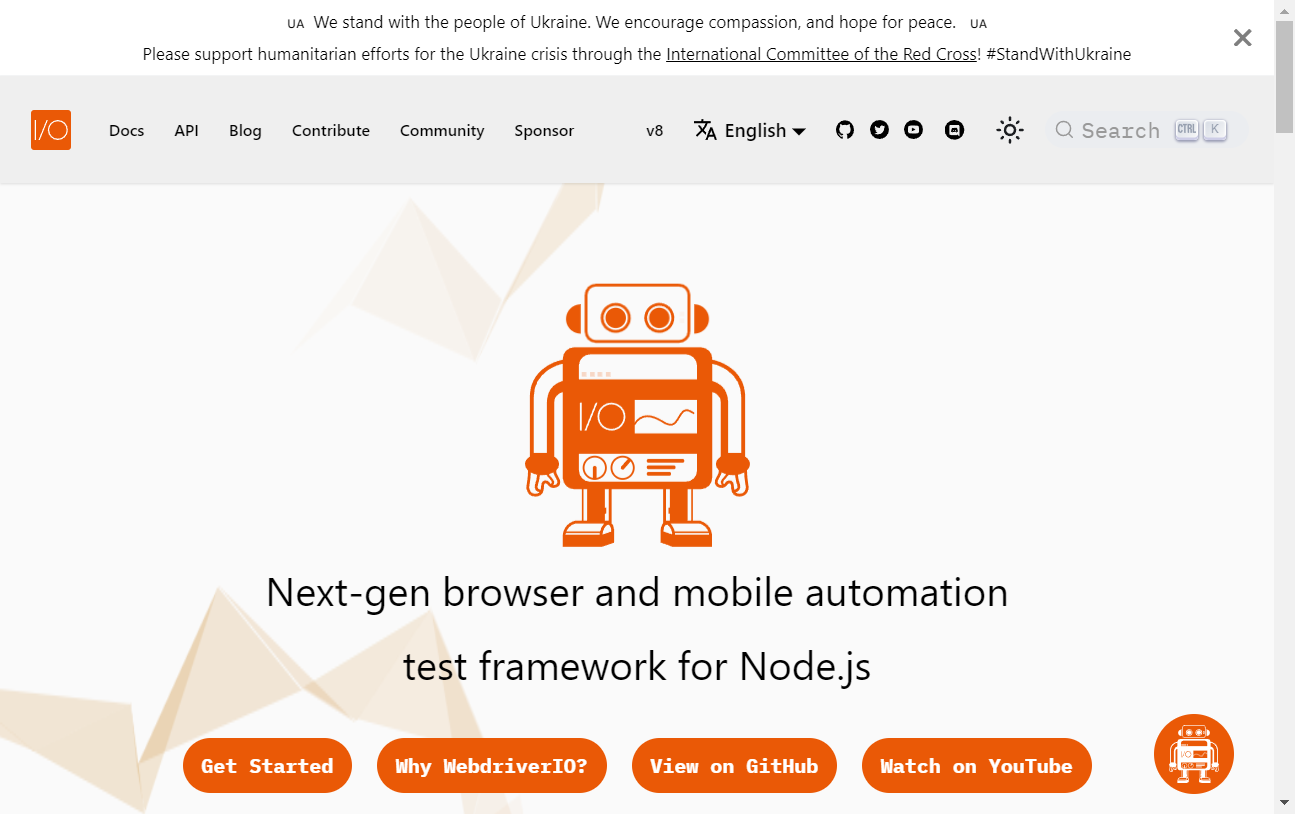 UA We stand with the people of Ukraine. We encourage compassion, and hope for peace. UA
Please support humanitarian efforts for the Ukraine crisis through the International Committee of the Red Cross! #StandWithUkraine
I/O Docs API Blog Contribute Community Sponsor v8 English Search CTRL K
I/O
Next-gen browser and mobile automation
test framework for Node.js
Get Started Why WebdriverIO? View on GitHub Watch on YouTube
I/O